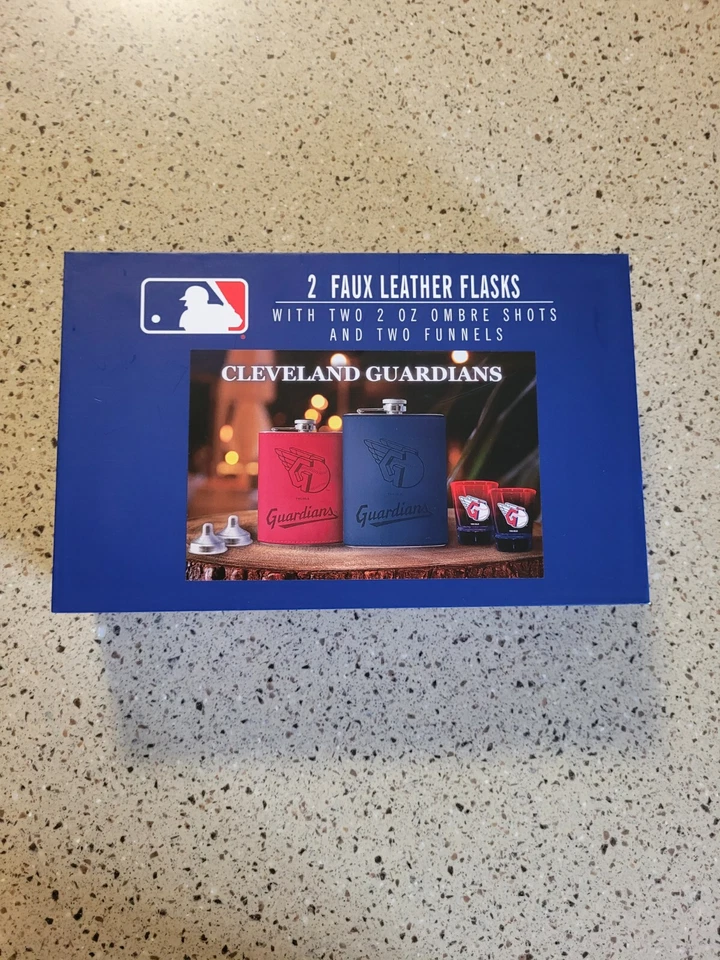 2 FAUX LEATHER FLASKS
WITH TWO 2 OZ OMBRE SHOTS
AND TWO FUNNELS
CLEVELAND GUARDIANS
Guardians
Guardians